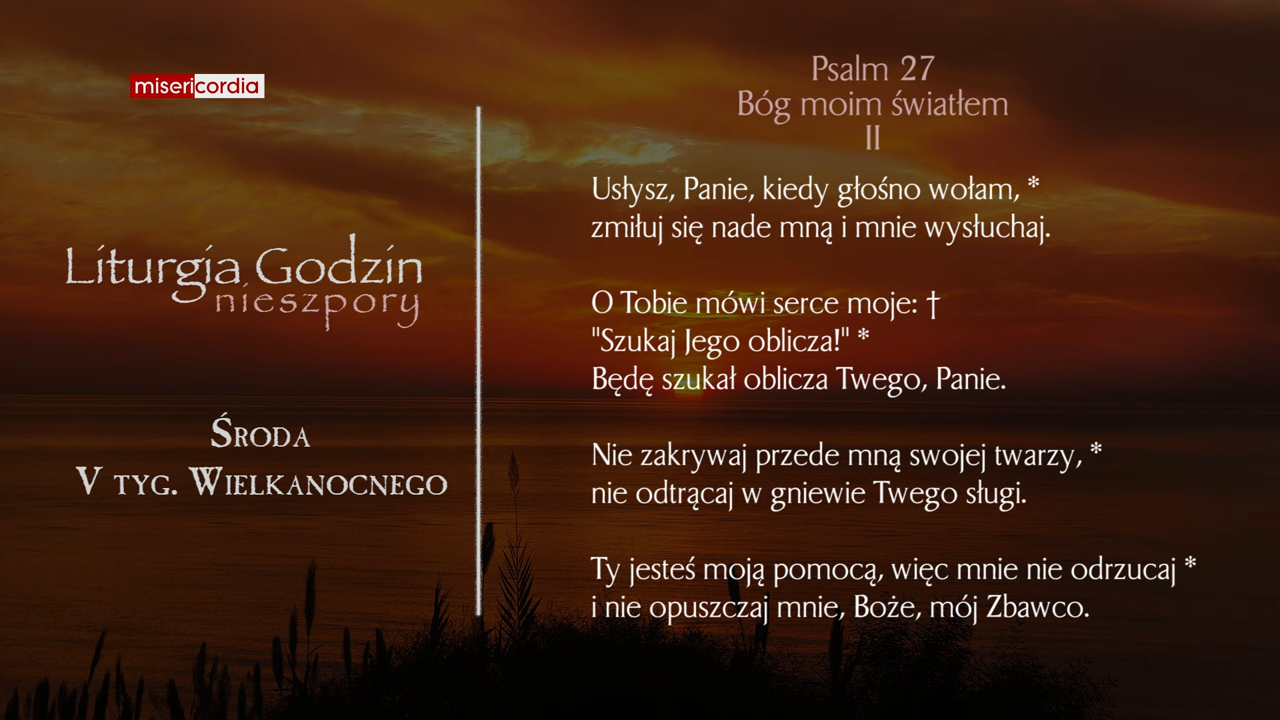 misericordia
Liturgia Godzin
nieszpory
Środa
V tyg. Wielkanocnego
Psalm 27
Bóg moim światłem
II
Usłysz, Panie, kiedy głośno wołam, *
zmiłuj się nade mną i mnie wysłuchaj.
O Tobie mówi serce moje: †
"Szukaj Jego oblicza!" *
Będę szukał oblicza Twego, Panie.
Nie zakrywaj przede mną swojej twarzy, *
nie odtrącaj w gniewie Twego sługi.
Ty jesteś moją pomocą, więc mnie nie odrzucaj *
i nie opuszczaj mnie, Boże, mój Zbawco.